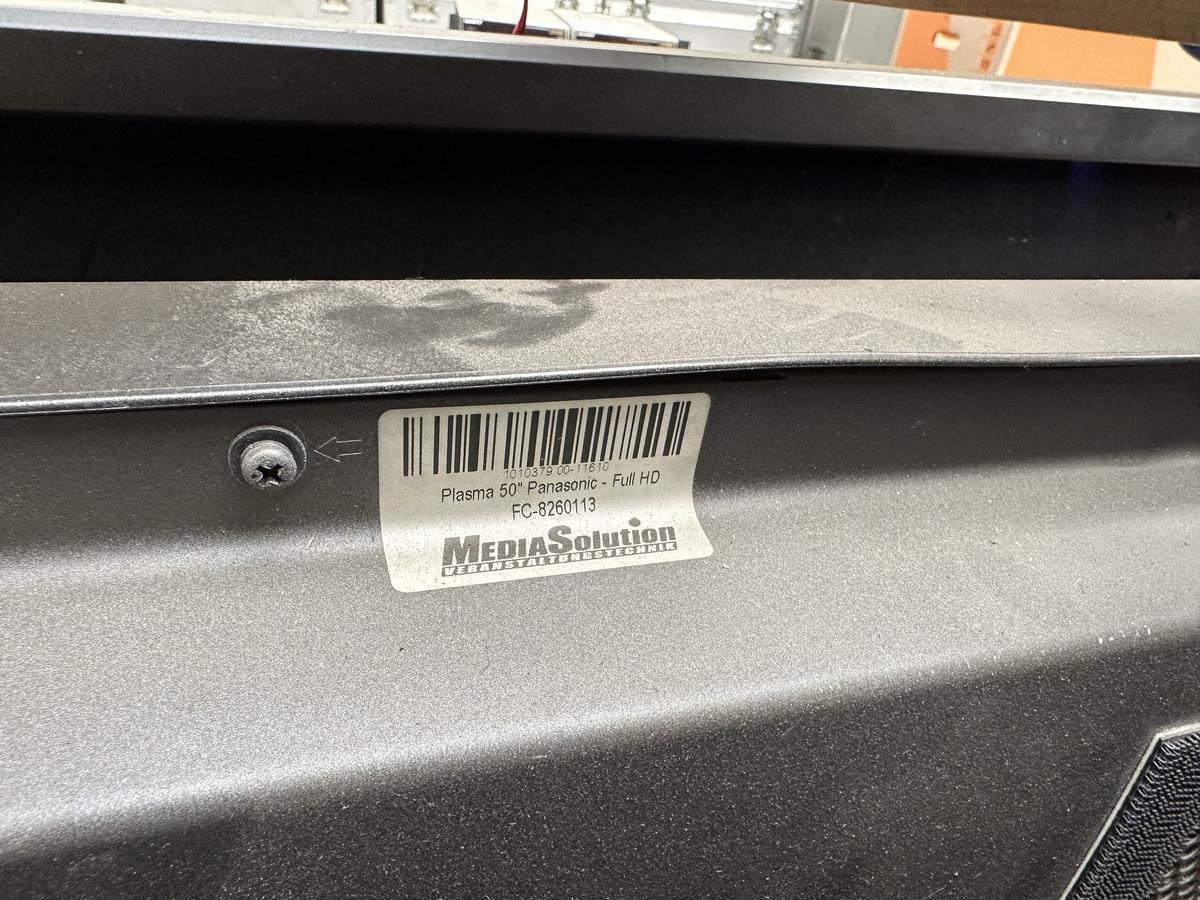 1010379.00-11610
Plasma 50" Panasonic - Full HD
FC-8260113
MEDIASolution
VERANSTALTUNGSTECHNIK